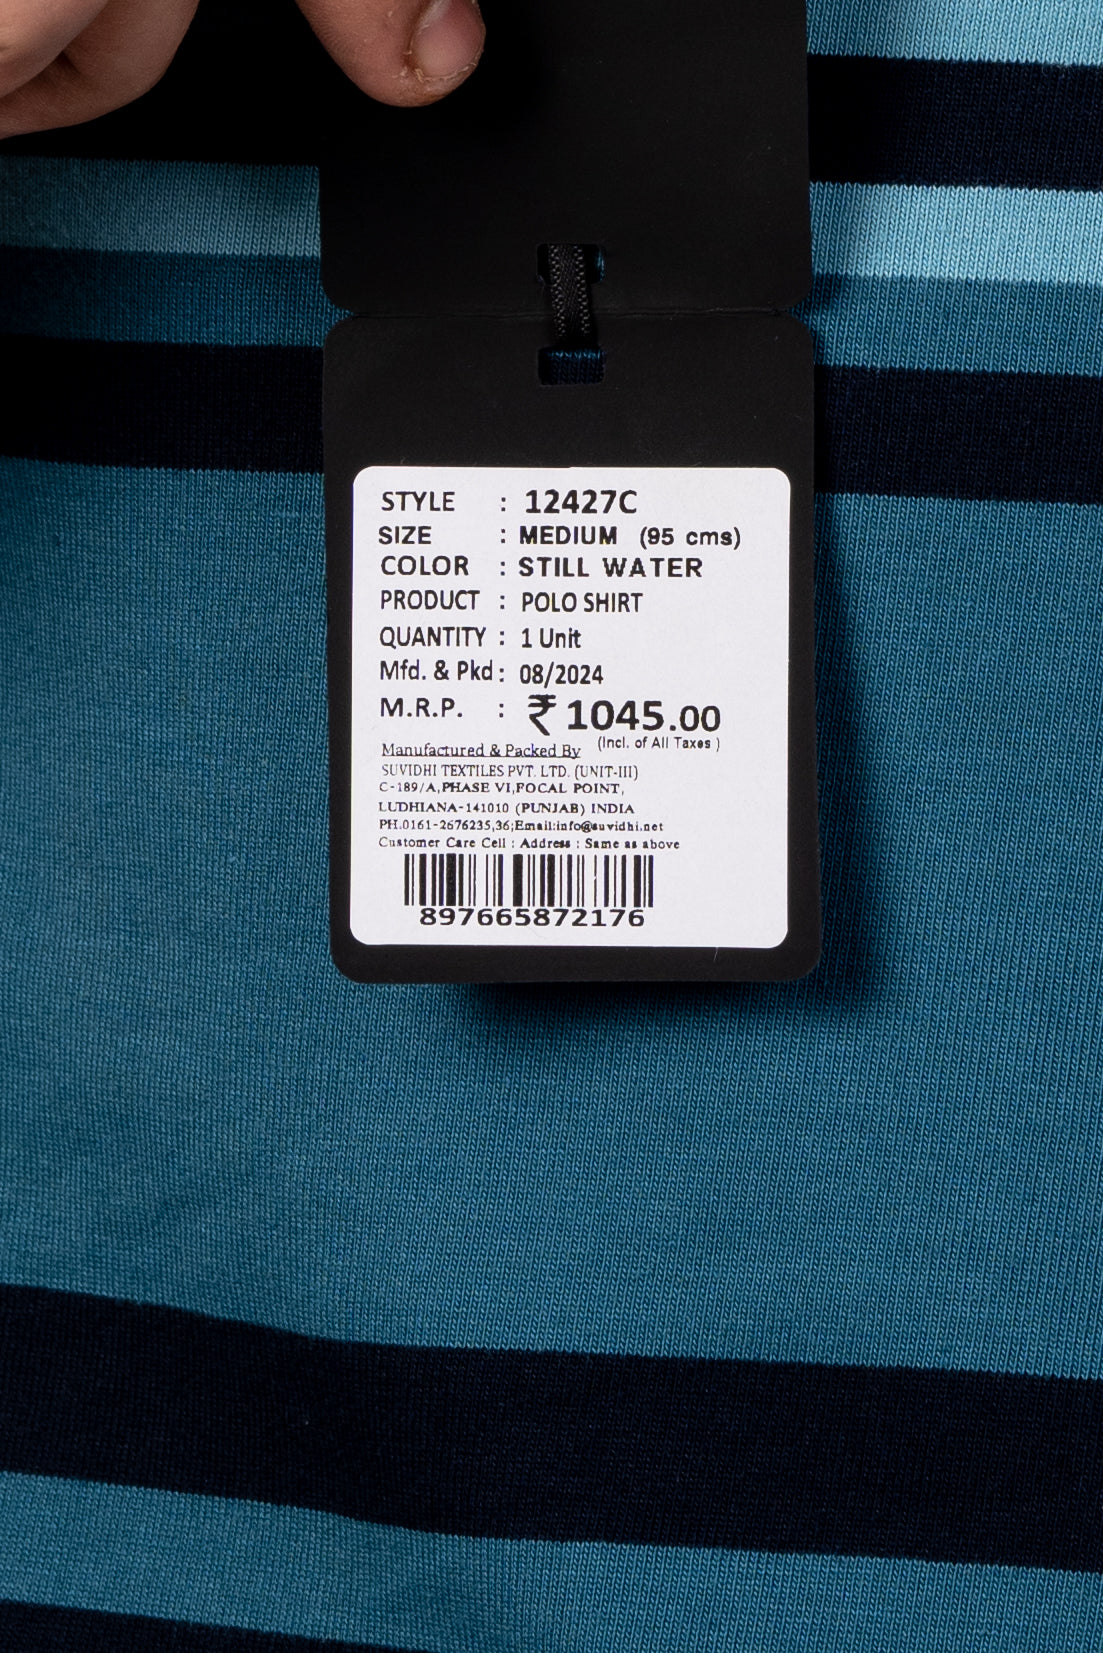 STYLE : 12427C
SIZE : MEDIUM (95 cms)
COLOR : STILL WATER
PRODUCT : POLO SHIRT
QUANTITY : 1 Unit
Mfd. & Pkd : 08/2024
M.R.P. : ₹ 1045.00
(Incl. of All Taxes )
Manufactured & Packed By
SUVIDHI TEXTILES PVT. LTD. (UNIT-III)
C-189/A,PHASE VI,FOCAL POINT,
LUDHIANA-141010 (PUNJAB) INDIA
PH.0161-2676235,36;Email:info@suvidhi.net
Customer Care Cell : Address : Same as above
897665872176